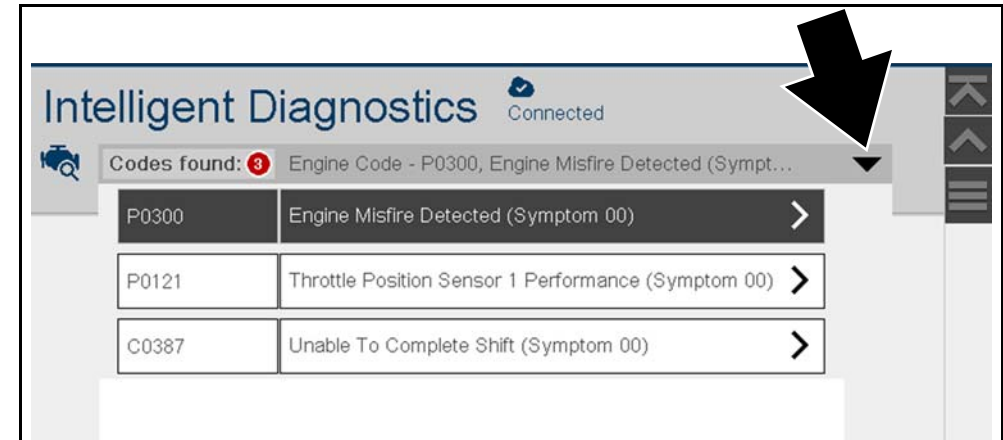 Intelligent Diagnostics Connected
Codes found: 3 Engine Code - P0300, Engine Misfire Detected (Sympt...
P0300 Engine Misfire Detected (Symptom 00)
P0121 Throttle Position Sensor 1 Performance (Symptom 00)
C0387 Unable To Complete Shift (Symptom 00)